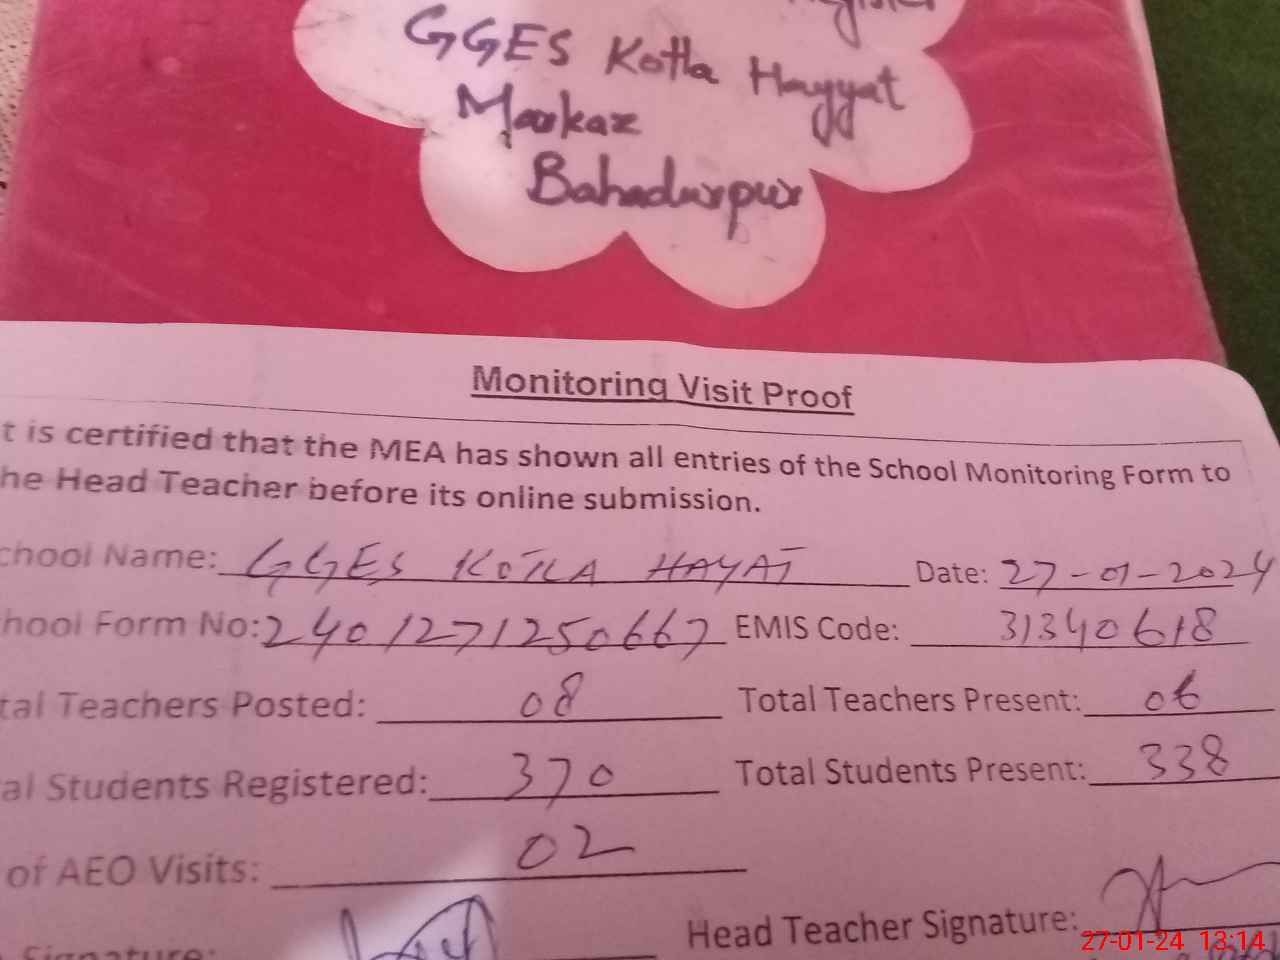 Register
GGES Kotla Hayyat
Markaz
Bahadurpur
Monitoring Visit Proof
t is certified that the MEA has shown all entries of the School Monitoring Form to
he Head Teacher before its online submission.
chool Name: GGES KOTLA HAYAT Date: 27-01-2024
hool Form No: 2401271250667 EMIS Code: 31340618
tal Teachers Posted: 08 Total Teachers Present: 06
al Students Registered: 370 Total Students Present: 338
of AEO Visits: 02
Signature: Head Teacher Signature:
27-01-24 13:14